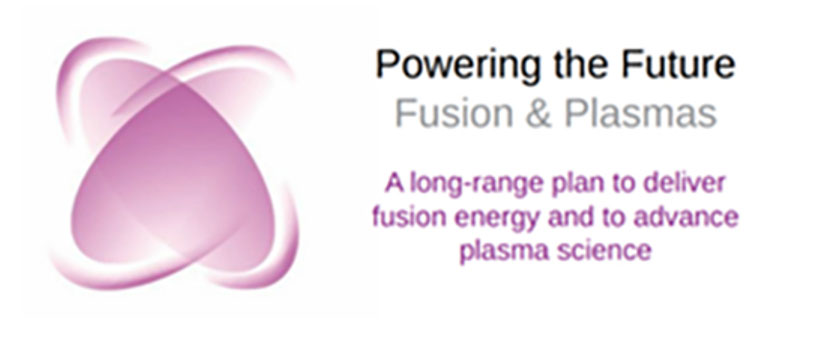 Powering the Future
Fusion & Plasmas
A long-range plan to deliver
fusion energy and to advance
plasma science